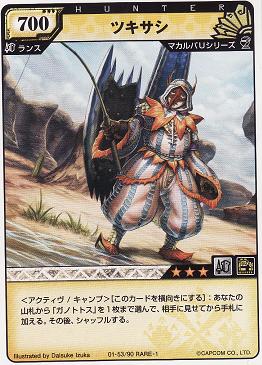 HUNTER
700
ツキサシ
ランス
マカルパUシリーズ
<アクティヴ / キャンプ>[このカードを横向きにする]：あなたの
山札から「ガノトトス」を1枚まで選んで、相手に見せてから手札に
加える。その後、シャッフルする。
Illustrated by Daisuke Iizuka
01-53/90 RARE-1
©CAPCOM CO., LTD.